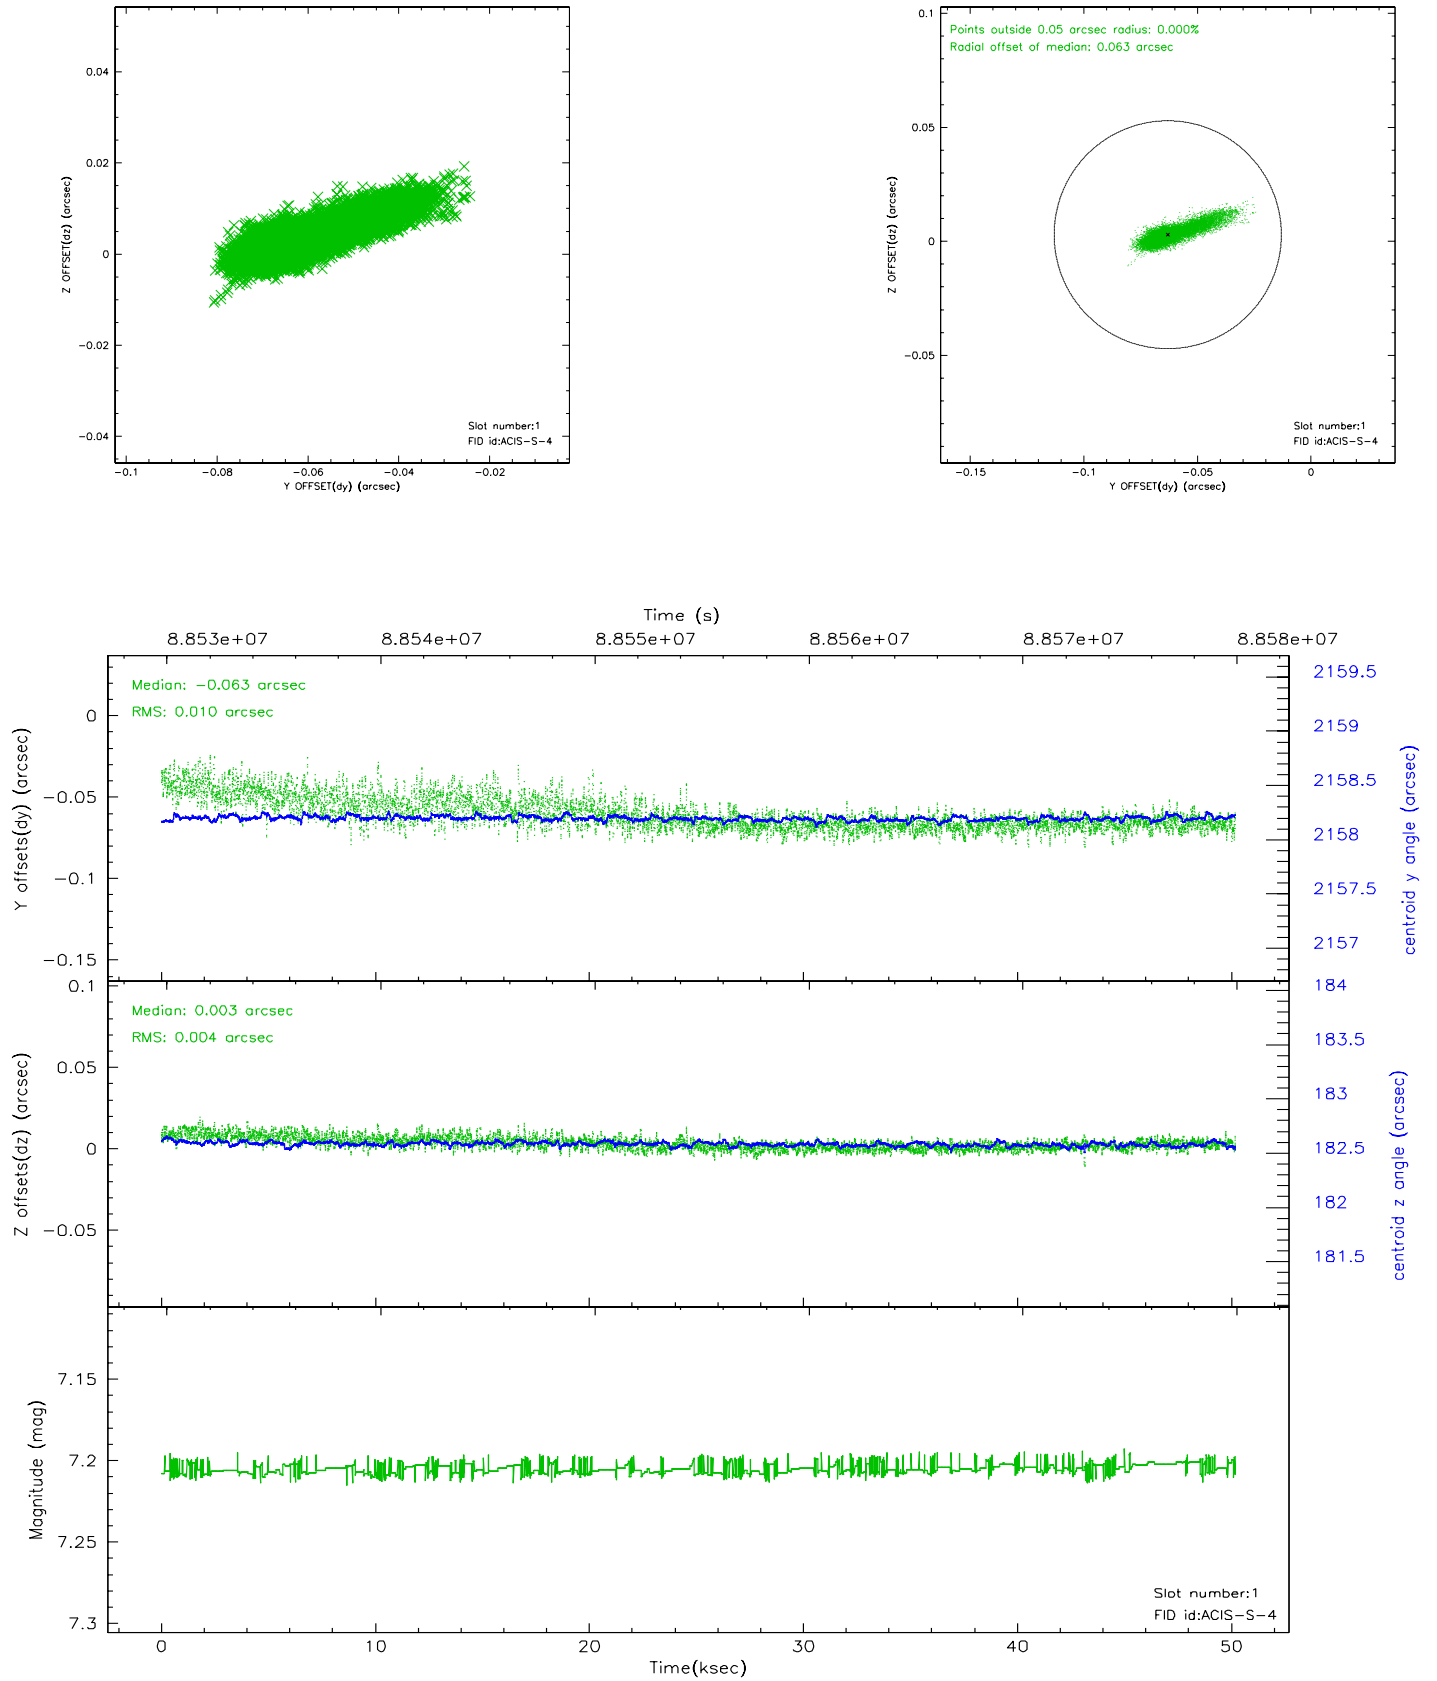 0.04
0.02
0
−0.02
−0.04
Z OFFSET(dz) (arcsec)
Slot number:1
FID id:ACIS−S−4
−0.1
−0.08
−0.06
−0.04
−0.02
Y OFFSET(dy) (arcsec)
Points outside 0.05 arcsec radius: 0.000%
Radial offset of median: 0.063 arcsec
0.1
0.05
0
−0.05
Z OFFSET(dz) (arcsec)
Slot number:1
FID id:ACIS−S−4
−0.15
−0.1
−0.05
0
Y OFFSET(dy) (arcsec)
Time (s)
8.853e+07
8.854e+07
8.855e+07
8.856e+07
8.857e+07
8.858e+07
Median: −0.063 arcsec
RMS: 0.010 arcsec
0
−0.05
−0.1
−0.15
Y offsets(dy) (arcsec)
2159.5
2159
2158.5
2158
2157.5
2157
centroid y angle (arcsec)
Median: 0.003 arcsec
RMS: 0.004 arcsec
0.1
0.05
0
−0.05
Z offsets(dz) (arcsec)
184
183.5
183
182.5
182
181.5
centroid z angle (arcsec)
7.15
7.2
7.25
7.3
Magnitude (mag)
Slot number:1
FID id:ACIS−S−4
0
10
20
30
40
50
Time(ksec)